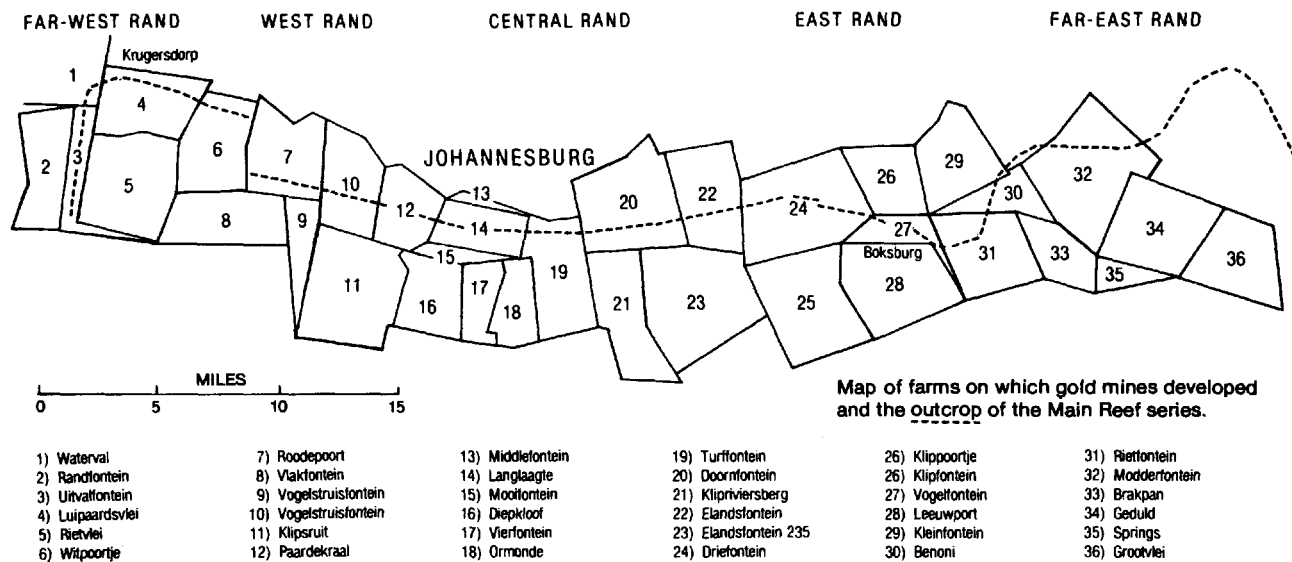 FAR-WEST RAND WEST RAND CENTRAL RAND EAST RAND FAR-EAST RAND
Krugersdorp
1
4
2
3
5
6
7
8
9
10
11
JOHANNESBURG
12
13
14
15
16
17
18
19
20
21
22
23
24
25
26
27
Boksburg
28
29
30
31
32
33
34
35
36
MILES
0 5 10 15
Map of farms on which gold mines developed
and the outcrop of the Main Reef series.
1) Waterval
2) Randfontein
3) Uitvalfontein
4) Luipaardsvlei
5) Rietvlei
6) Witpoortje
7) Roodepoort
8) Vlakfontein
9) Vogelstruisfontein
10) Vogelstruisfontein
11) Klipsruit
12) Paardekraal
13) Middlefontein
14) Langlaagte
15) Mooifontein
16) Diepkloof
17) Vierfontein
18) Ormonde
19) Turffontein
20) Doornfontein
21) Klipriviersberg
22) Elandsfontein
23) Elandsfontein 235
24) Driefontein
26) Klippoortje
26) Klipfontein
27) Vogelfontein
28) Leeuwport
29) Kleinfontein
30) Benoni
31) Rietfontein
32) Modderfontein
33) Brakpan
34) Geduld
35) Springs
36) Grootvlei